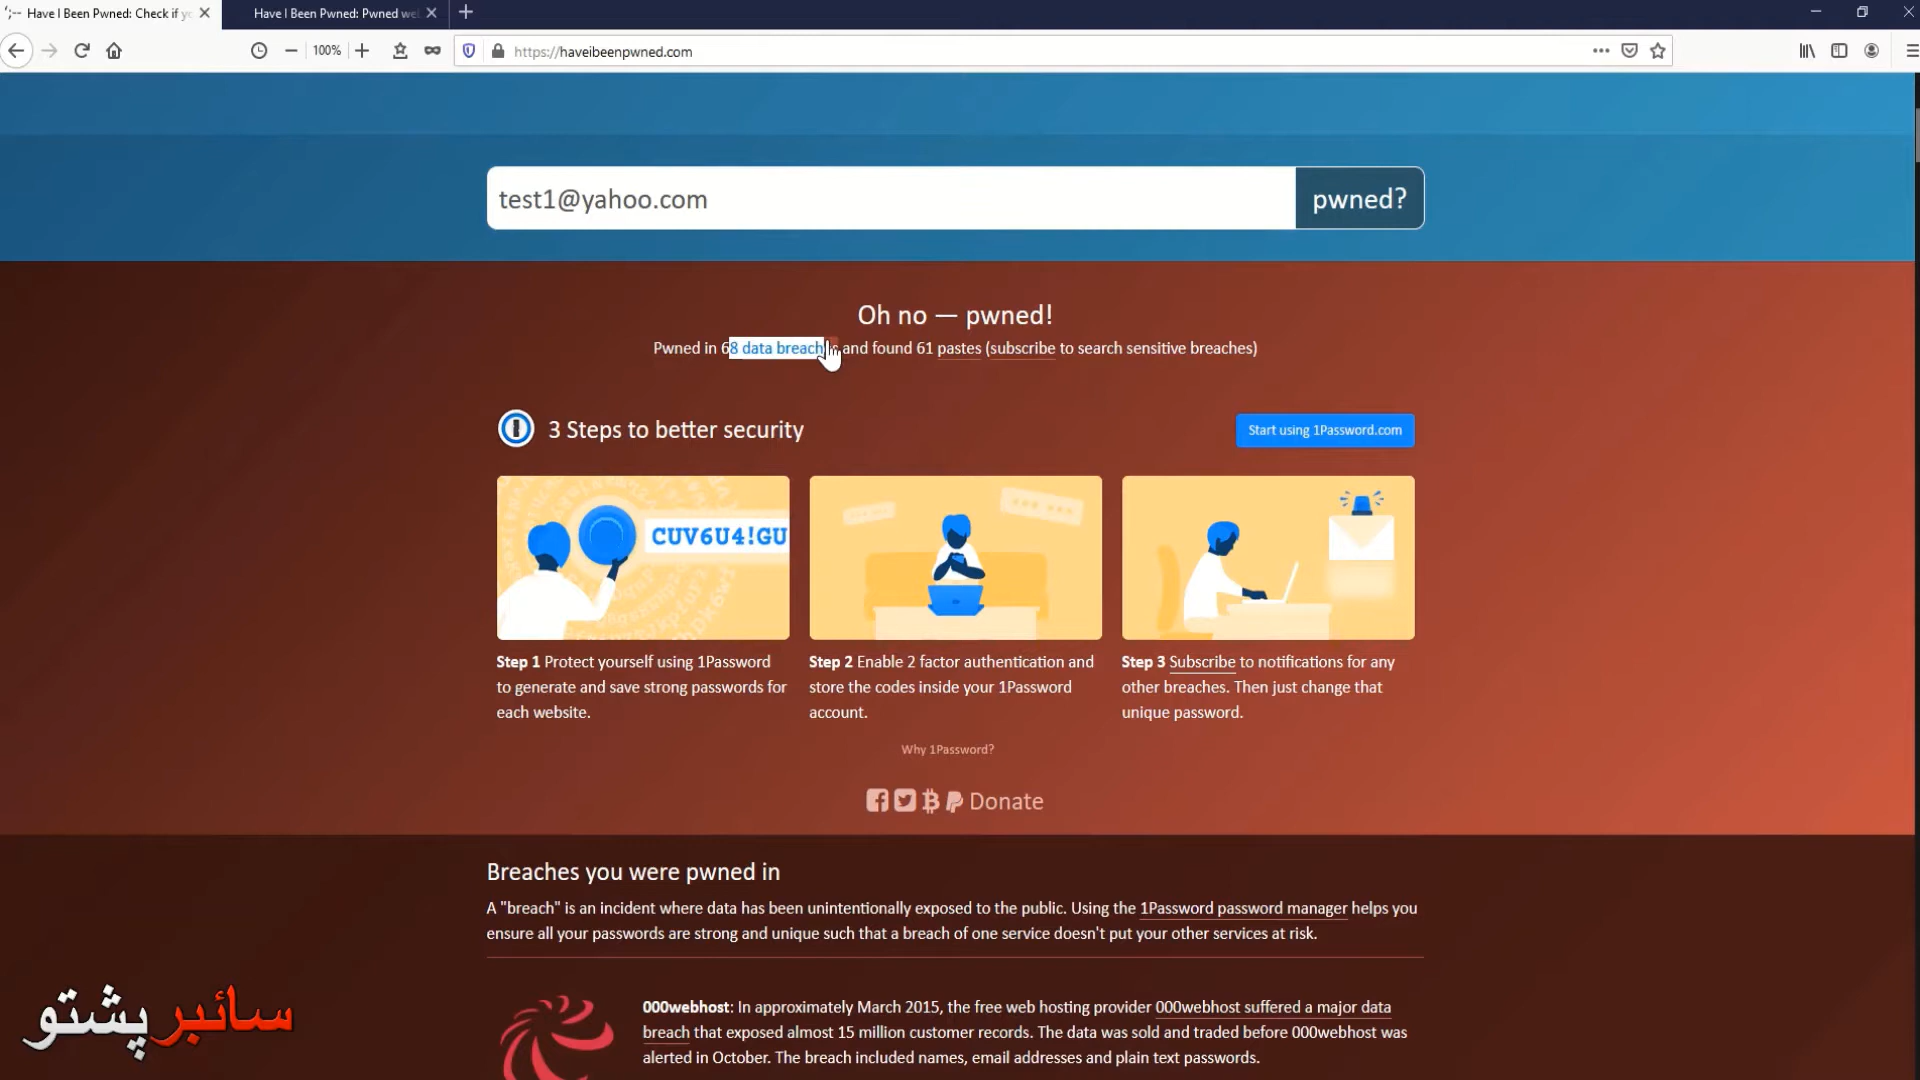 Have I Been Pwned: Check if y
Have I Been Pwned: Pwned we
100%
https://haveibeenpwned.com
test1@yahoo.com
pwned?
Oh no — pwned!
Pwned in 68 data breach and found 61 pastes (subscribe to search sensitive breaches)
3 Steps to better security
Start using 1Password.com
CUV6U4!GU
Step 1 Protect yourself using 1Password
to generate and save strong passwords for
each website.
Step 2 Enable 2 factor authentication and
store the codes inside your 1Password
account.
Step 3 Subscribe to notifications for any
other breaches. Then just change that
unique password.
Why 1Password?
Donate
Breaches you were pwned in
A "breach" is an incident where data has been unintentionally exposed to the public. Using the 1Password password manager helps you
ensure all your passwords are strong and unique such that a breach of one service doesn't put your other services at risk.
000webhost: In approximately March 2015, the free web hosting provider 000webhost suffered a major data
breach that exposed almost 15 million customer records. The data was sold and traded before 000webhost was
alerted in October. The breach included names, email addresses and plain text passwords.
سائبر پشتو